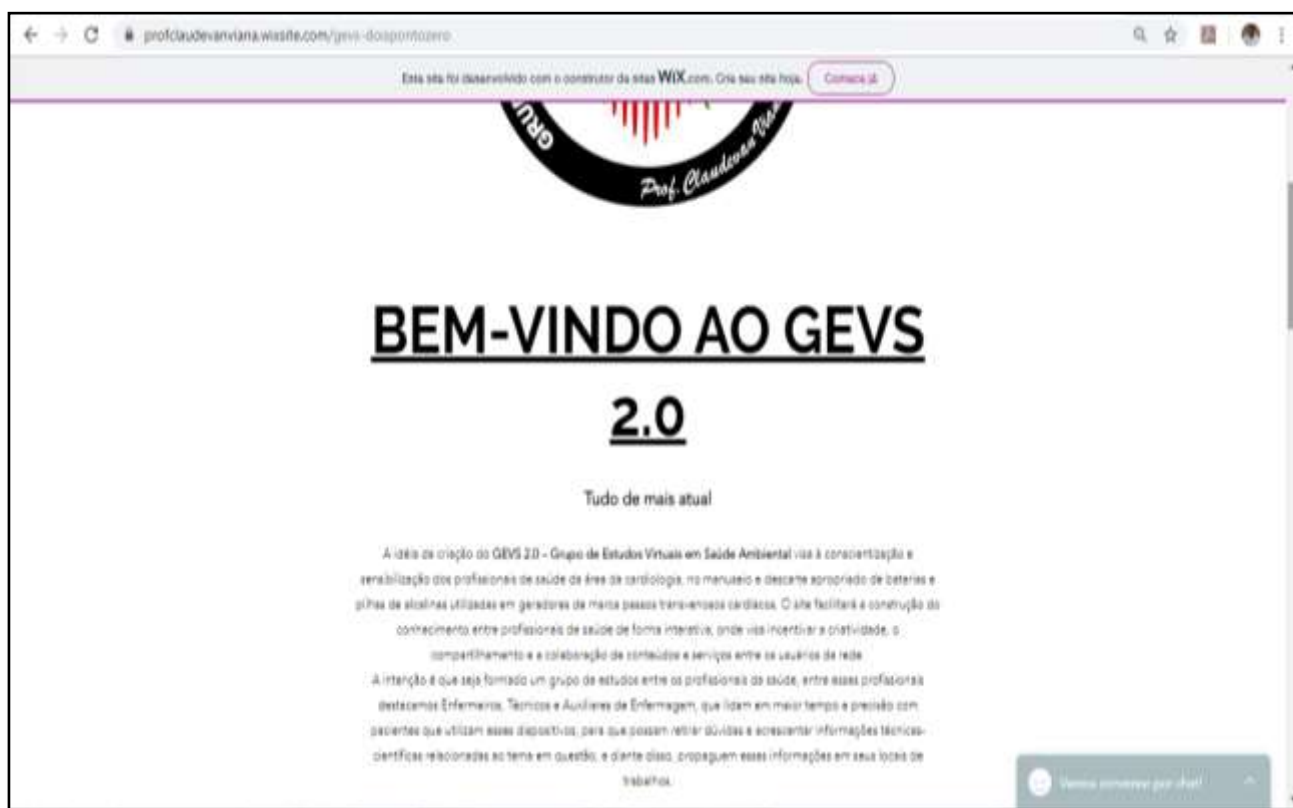 profclaudevanviana.wixsite.com/gevs-doispontozero
Este site foi desenvolvido com o construtor de sites WiX.com. Crie seu site hoje. Comece já
GRU
Prof. Claudevan Viana
BEM-VINDO AO GEVS
2.0
Tudo de mais atual
A idéia de criação do GEVS 2.0 – Grupo de Estudos Virtuais em Saúde Ambiental visa à conscientização e
sensibilização dos profissionais de saúde da área da cardiologia, no manuseio e descarte apropriado de baterias e
pilhas de alcalinas utilizadas em geradores de marca passos transvenosos cardíacos. O site facilitará a construção do
conhecimento entre profissionais de saúde de forma interativa, onde visa incentivar a criatividade, o
compartilhamento e a colaboração de conteúdos e serviços entre os usuários da rede.
A intenção é que seja formado um grupo de estudos entre os profissionais da saúde, entre esses profissionais
destacamos Enfermeiros, Técnicos e Auxiliares de Enfermagem, que lidam em maior tempo e precisão com
pacientes que utilizam esses dispositivos, para que possam retirar dúvidas e acrescentar informações técnicas-
científicas relacionadas ao tema em questão, e diante disso, propaguem essas informações em seus locais de
trabalhos.
Vamos conversar por chat!